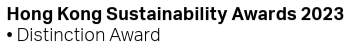 Hong Kong Sustainability Awards 2023
• Distinction Award